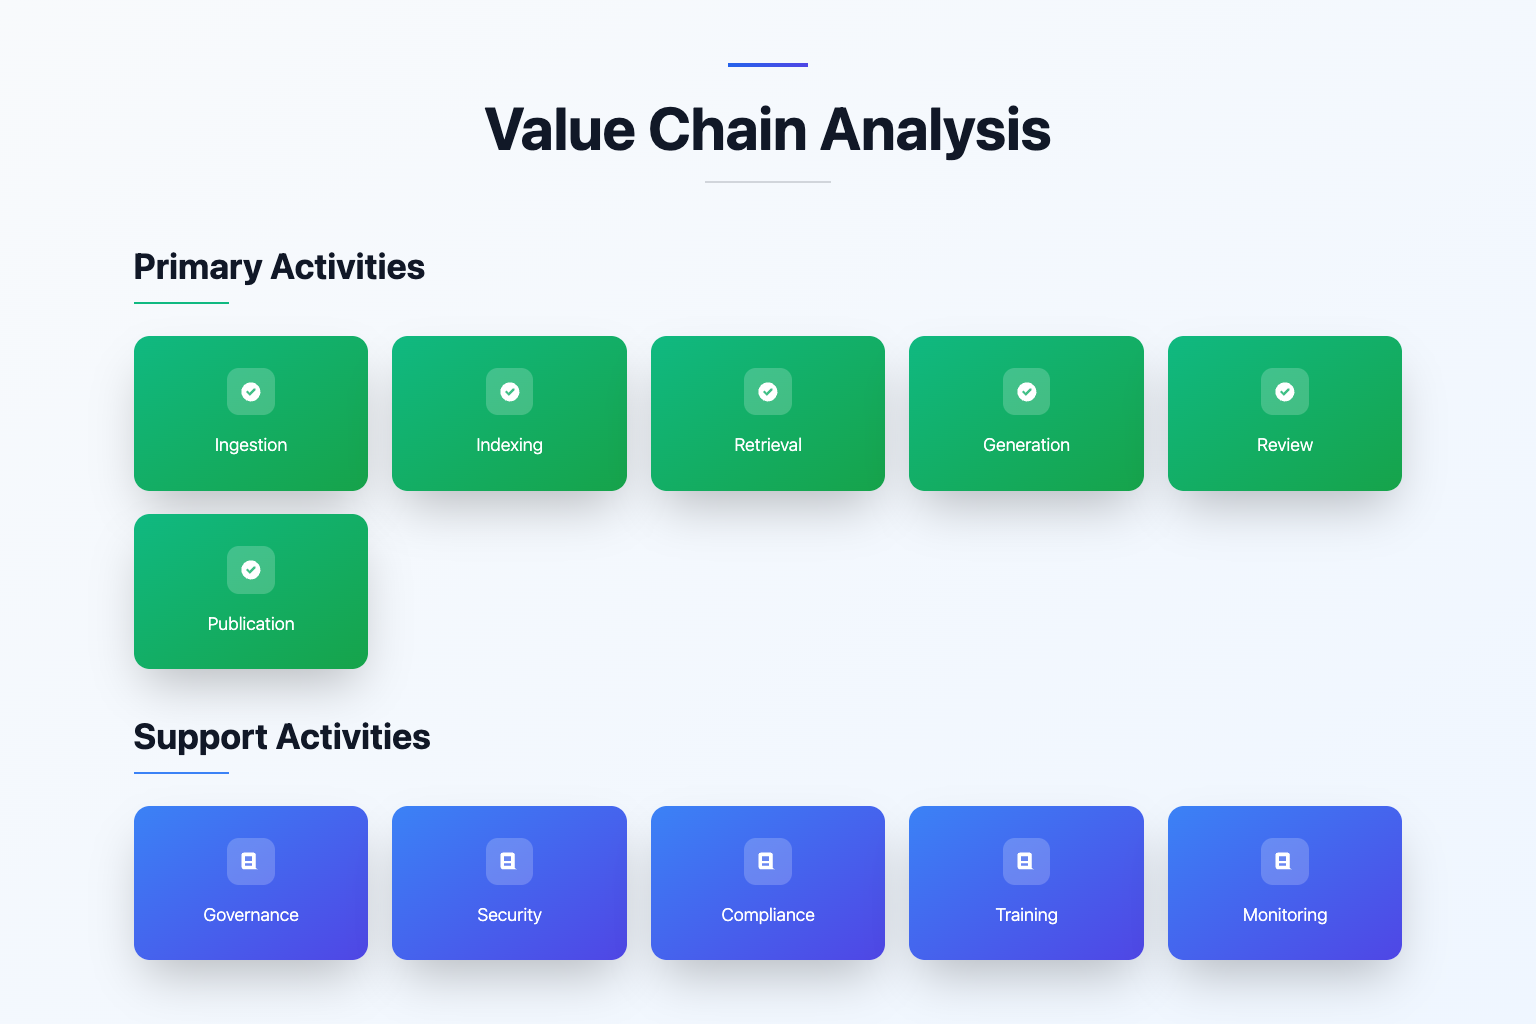 Value Chain Analysis
Primary Activities
Ingestion
Indexing
Retrieval
Generation
Review
Publication
Support Activities
Governance
Security
Compliance
Training
Monitoring